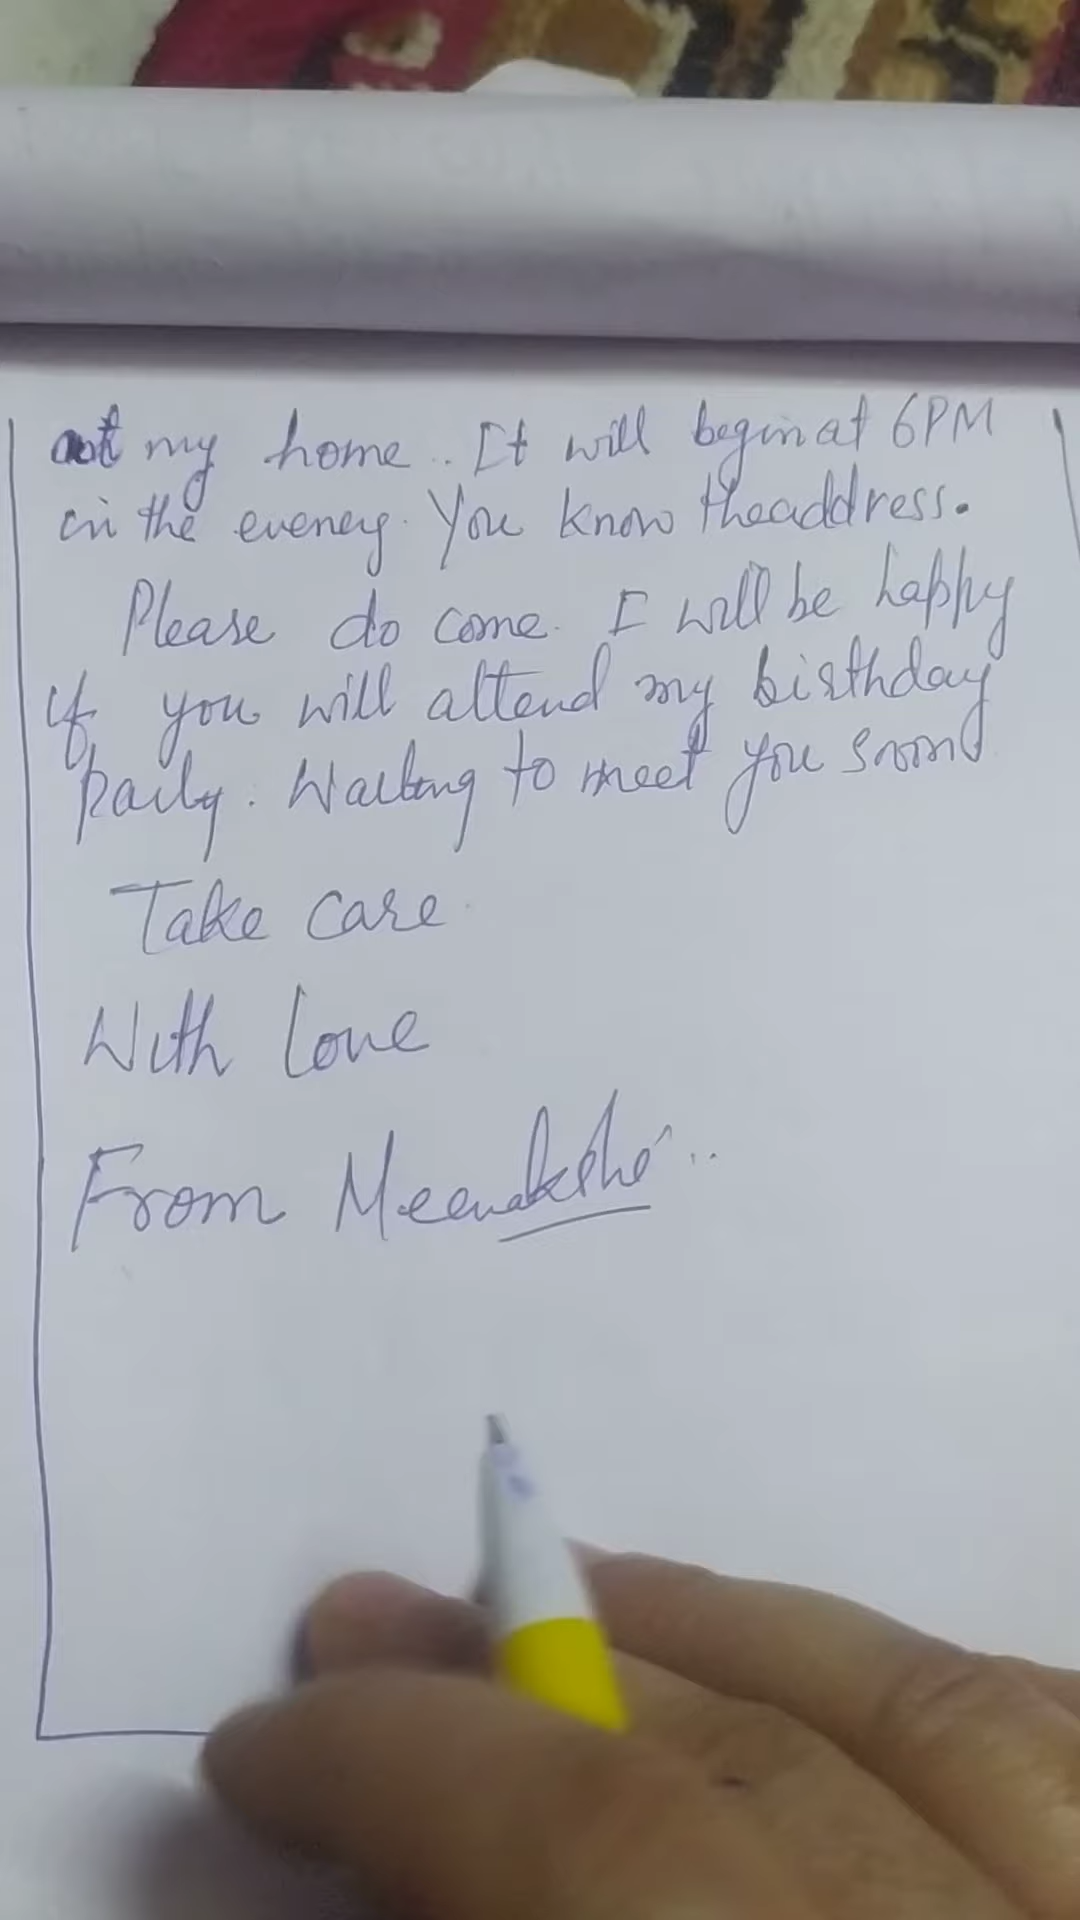 at my home. It will begin at 6PM
in the evening. You know the address.
Please do come. I will be happy
if you will attend my birthday
party. Waiting to meet you soon
Take care.
With love
From Meenakshi..